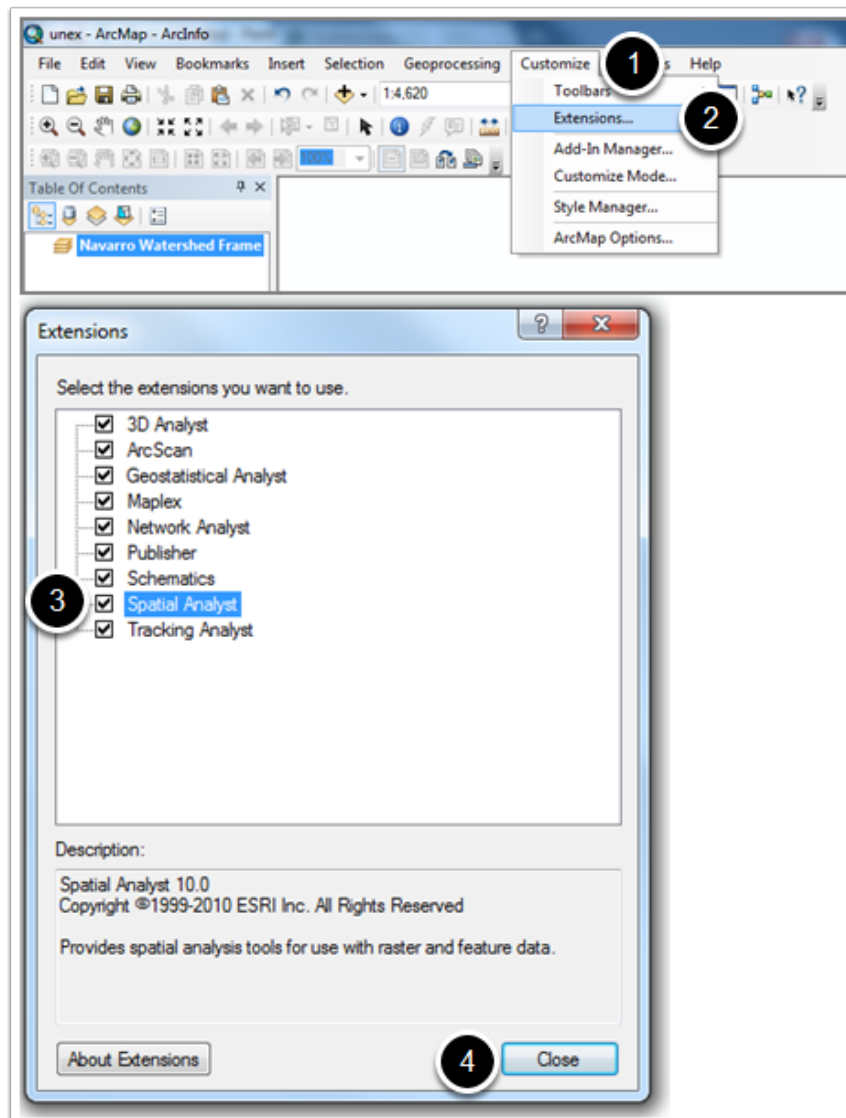 unex - ArcMap - ArcInfo
File Edit View Bookmarks Insert Selection Geoprocessing Customize 1 Help
1:4,620
Toolbars
Extensions... 2
100%
Add-In Manager...
Customize Mode...
Table Of Contents
Style Manager...
ArcMap Options...
Navarro Watershed Frame
Extensions
Select the extensions you want to use.
3D Analyst
ArcScan
Geostatistical Analyst
Maplex
Network Analyst
Publisher
Schematics
3 Spatial Analyst
Tracking Analyst
Description:
Spatial Analyst 10.0
Copyright ©1999-2010 ESRI Inc. All Rights Reserved
Provides spatial analysis tools for use with raster and feature data.
About Extensions 4 Close